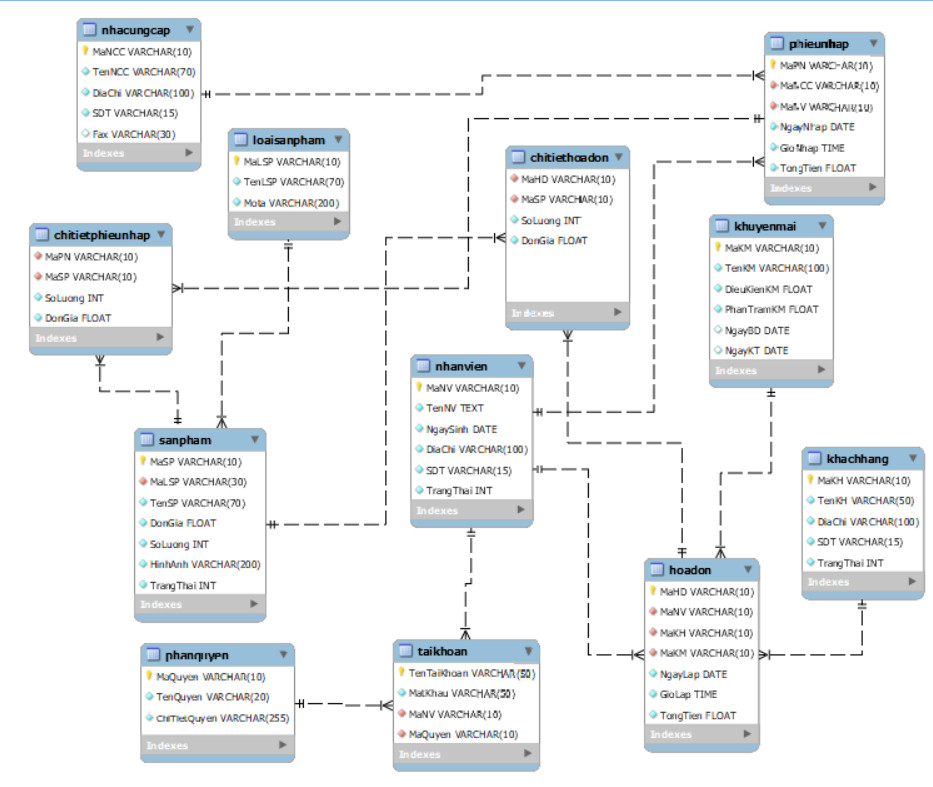 nhacungcap
MaNCC VARCHAR(10)
TenNCC VARCHAR(70)
DiaChi VARCHAR(100)
SDT VARCHAR(15)
Fax VARCHAR(30)
Indexes
phieunhap
MaPN VARCHAR(10)
MaNCC VARCHAR(10)
MaNV VARCHAR(10)
NgayNhap DATE
GioNhap TIME
TongTien FLOAT
Indexes
loaisanpham
MaLSP VARCHAR(10)
TenLSP VARCHAR(70)
Mota VARCHAR(200)
Indexes
chitiethoadon
MaHD VARCHAR(10)
MaSP VARCHAR(10)
SoLuong INT
DonGia FLOAT
Indexes
chitietphieunhap
MaPN VARCHAR(10)
MaSP VARCHAR(10)
SoLuong INT
DonGia FLOAT
Indexes
khuyenmai
MaKM VARCHAR(10)
TenKM VARCHAR(100)
DieuKienKM FLOAT
PhanTramKM FLOAT
NgayBD DATE
NgayKT DATE
Indexes
nhanvien
MaNV VARCHAR(10)
TenNV TEXT
NgaySinh DATE
DiaChi VARCHAR(100)
SDT VARCHAR(15)
TrangThai INT
Indexes
sanpham
MaSP VARCHAR(10)
MaLSP VARCHAR(30)
TenSP VARCHAR(70)
DonGia FLOAT
SoLuong INT
HinhAnh VARCHAR(200)
TrangThai INT
Indexes
khachhang
MaKH VARCHAR(10)
TenKH VARCHAR(50)
DiaChi VARCHAR(100)
SDT VARCHAR(15)
TrangThai INT
Indexes
hoadon
MaHD VARCHAR(10)
MaNV VARCHAR(10)
MaKH VARCHAR(10)
MaKM VARCHAR(10)
NgayLap DATE
GioLap TIME
TongTien FLOAT
Indexes
phanquyen
MaQuyen VARCHAR(10)
TenQuyen VARCHAR(20)
ChiTietQuyen VARCHAR(255)
Indexes
taikhoan
TenTaiKhoan VARCHAR(50)
MatKhau VARCHAR(50)
MaNV VARCHAR(10)
MaQuyen VARCHAR(10)
Indexes